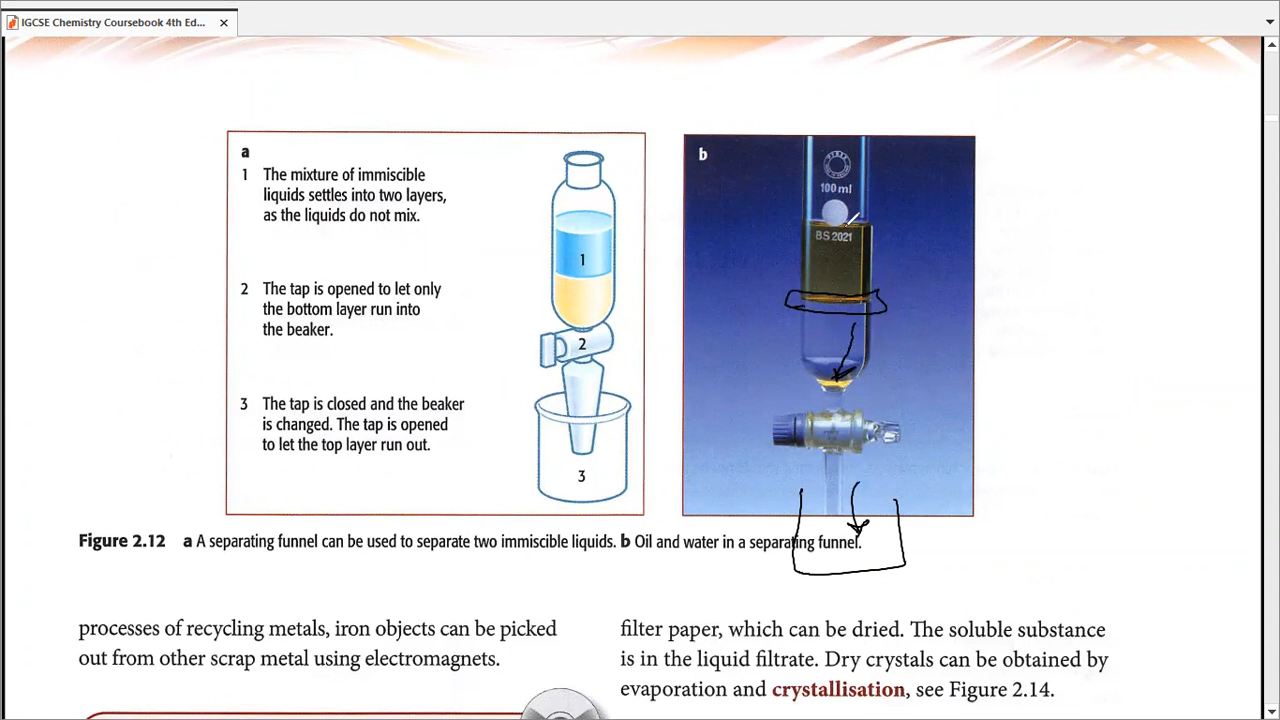 IGCSE Chemistry Coursebook 4th Ed...
a
1 The mixture of immiscible
liquids settles into two layers,
as the liquids do not mix.
2 The tap is opened to let only
the bottom layer run into
the beaker.
3 The tap is closed and the beaker
is changed. The tap is opened
to let the top layer run out.
1
2
3
b
100 ml
BS 2021
Figure 2.12 a A separating funnel can be used to separate two immiscible liquids. b Oil and water in a separating funnel.
processes of recycling metals, iron objects can be picked
out from other scrap metal using electromagnets.
filter paper, which can be dried. The soluble substance
is in the liquid filtrate. Dry crystals can be obtained by
evaporation and crystallisation, see Figure 2.14.